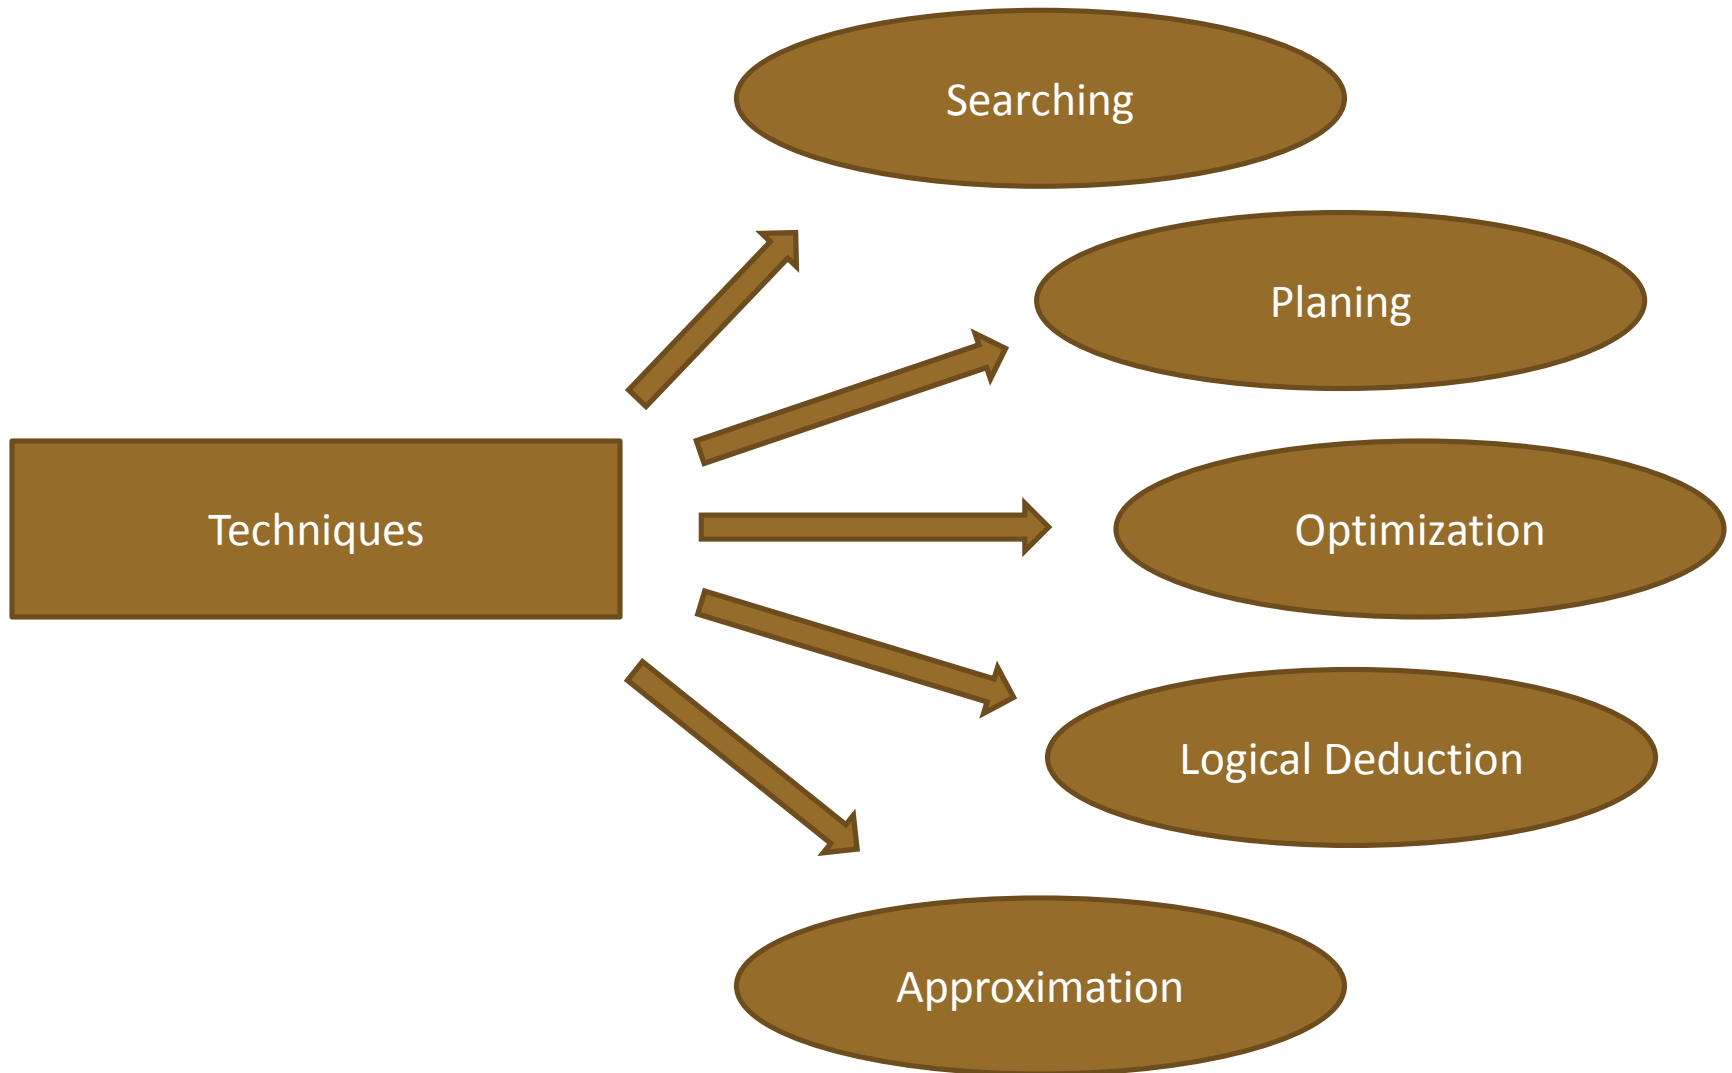 Searching
Planing
Techniques
Optimization
Logical Deduction
Approximation